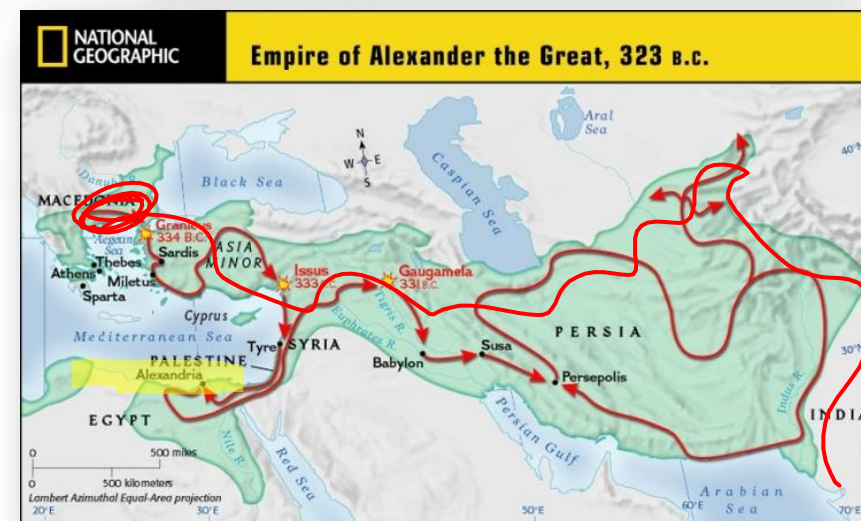 NATIONAL
GEOGRAPHIC
Empire of Alexander the Great, 323 B.C.
Aral
Sea
N
W E
S
40°N
Caspian Sea
Black Sea
Danube R.
MACEDONIA
Granicus
334 B.C.
Aegean
Sea
ASIA
MINOR
Sardis
Thebes
Athens
Miletus
Sparta
Issus
333 B.C.
Gaugamela
331 B.C.
Tigris R.
Euphrates R.
Cyprus
Mediterranean Sea
Tyre
SYRIA
Babylon
Susa
PERSIA
30°N
PALESTINE
Alexandria
Persepolis
Indus R.
INDIA
EGYPT
Nile R.
Red Sea
Persian Gulf
Arabian
Sea
0 500 miles
0 500 kilometers
Lambert Azimuthal Equal-Area projection
20°E 30°E 50°E 60°E 70°E